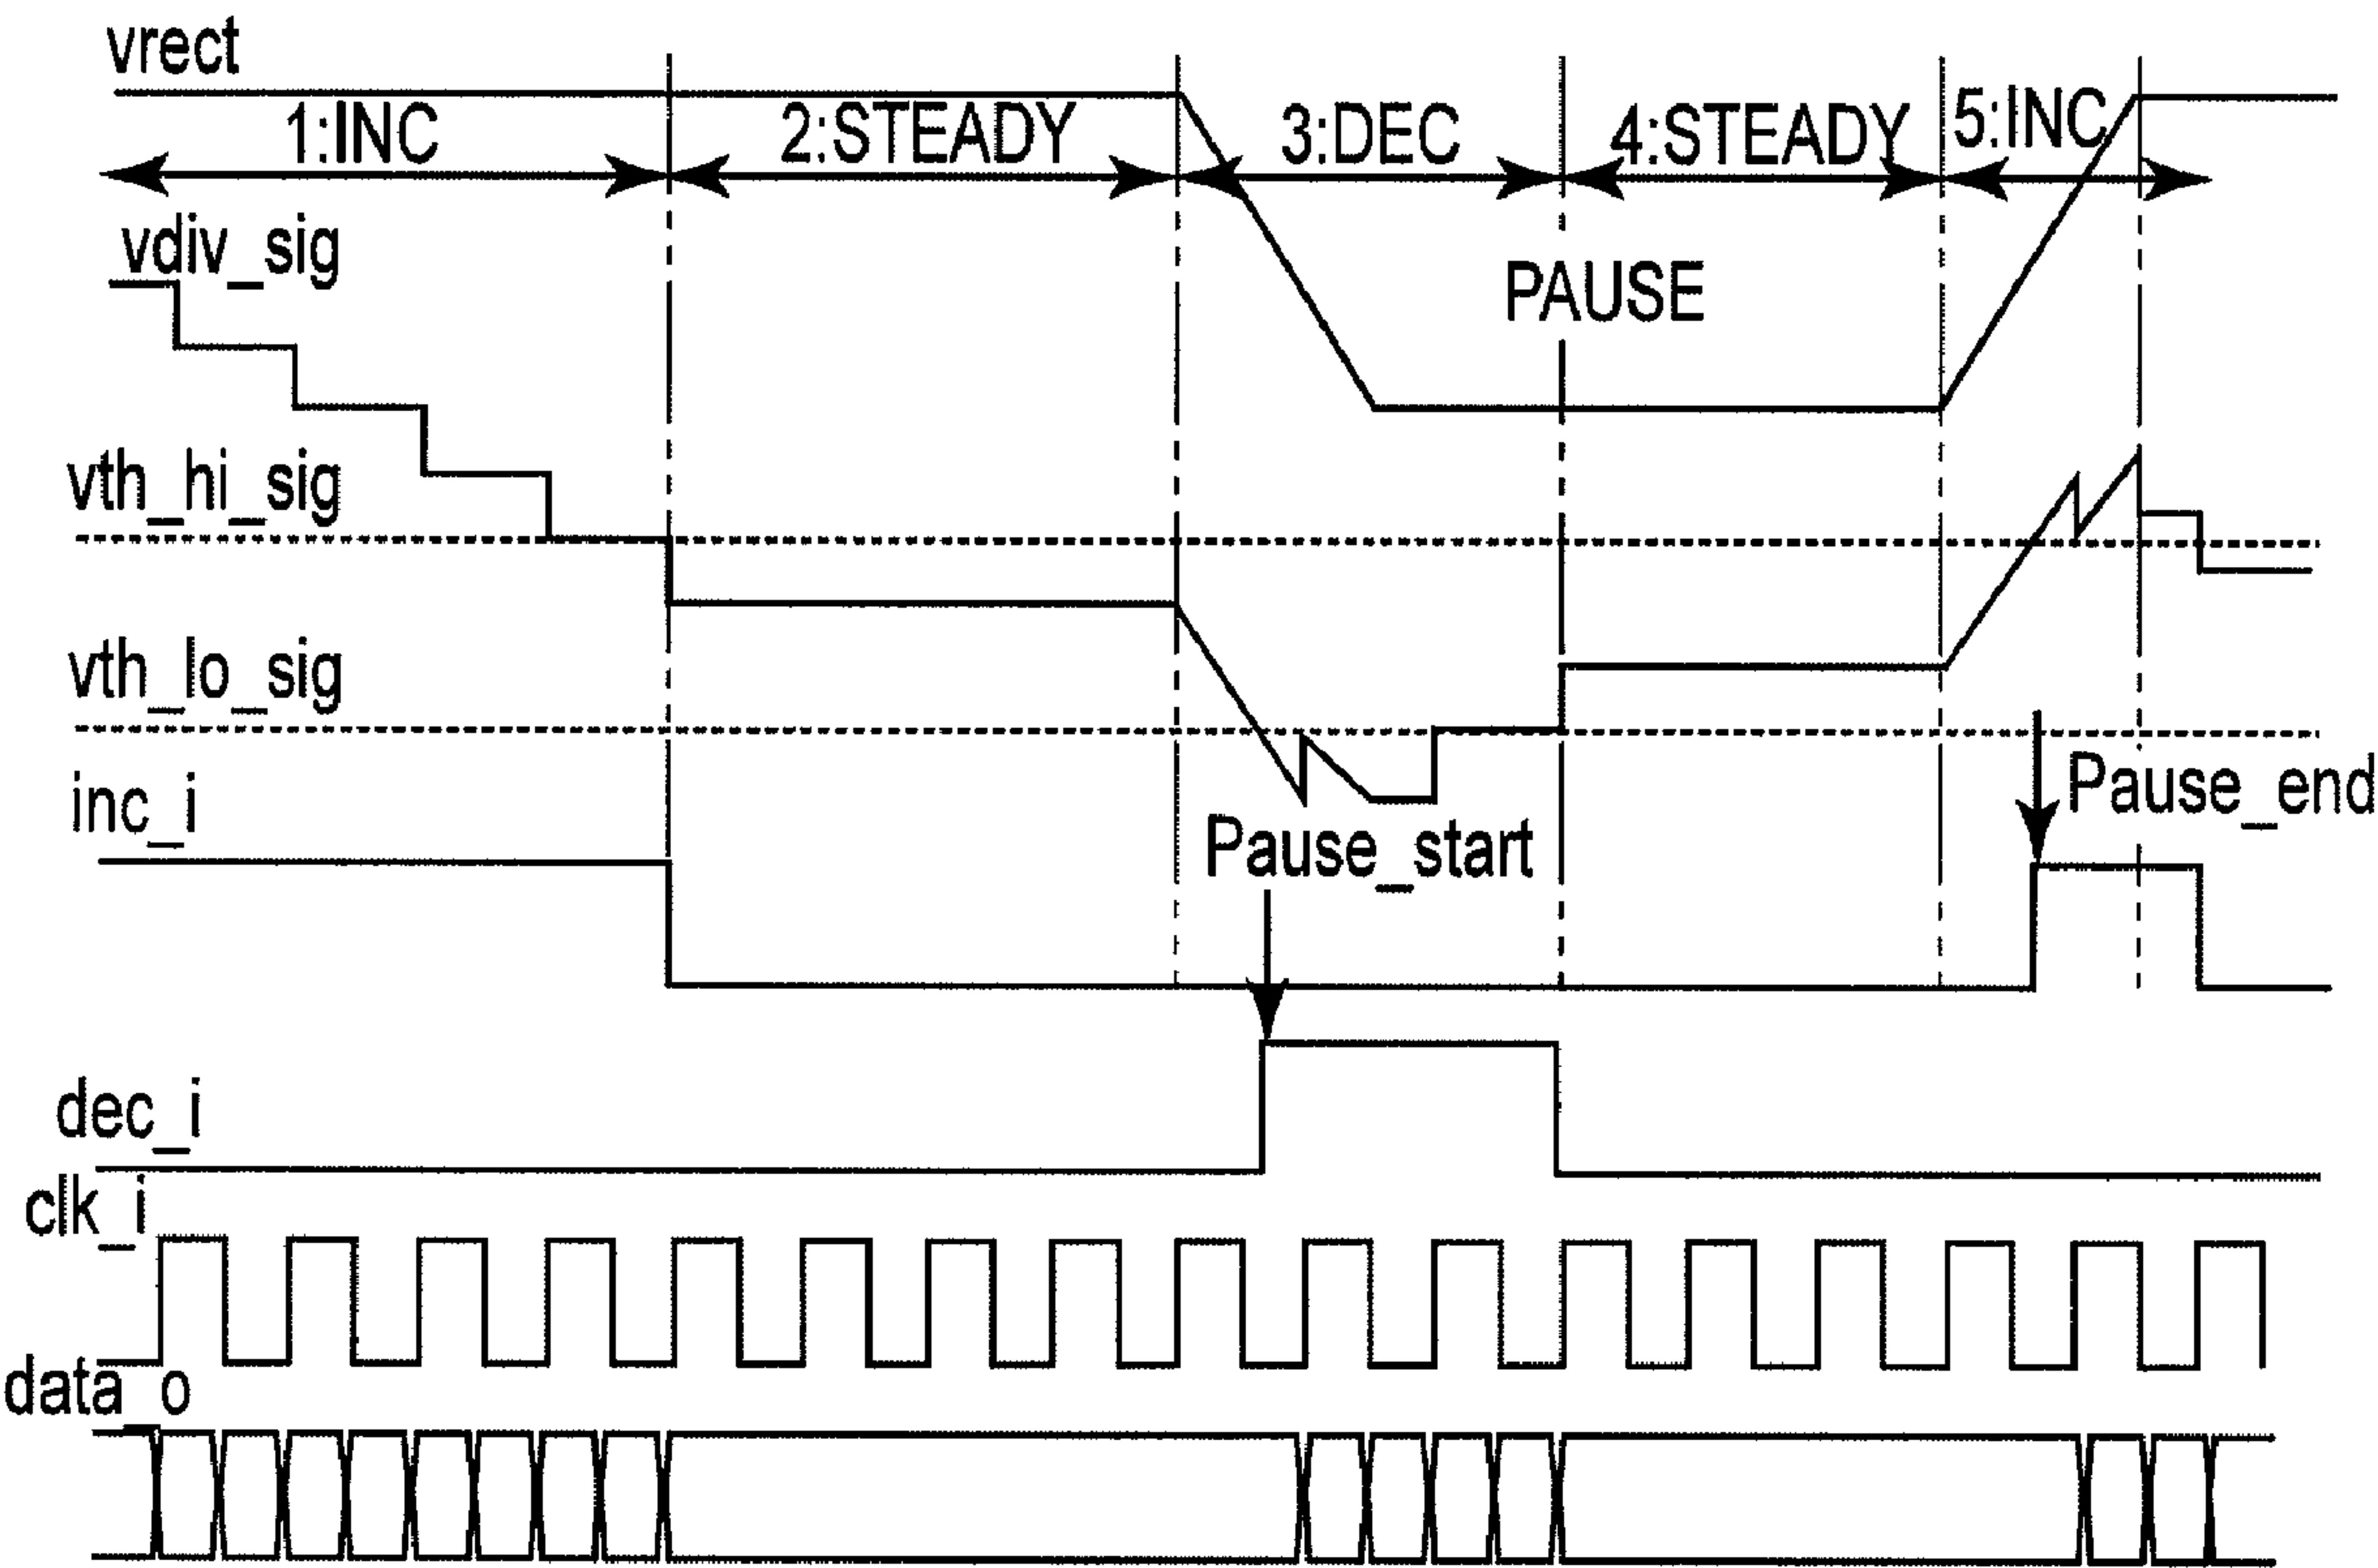 vrect
1:INC
2:STEADY
3:DEC
4:STEADY
5:INC
vdiv_sig
PAUSE
vth_hi_sig
vth_lo_sig
inc_i
Pause_start
Pause_end
dec_i
clk_i
data_o